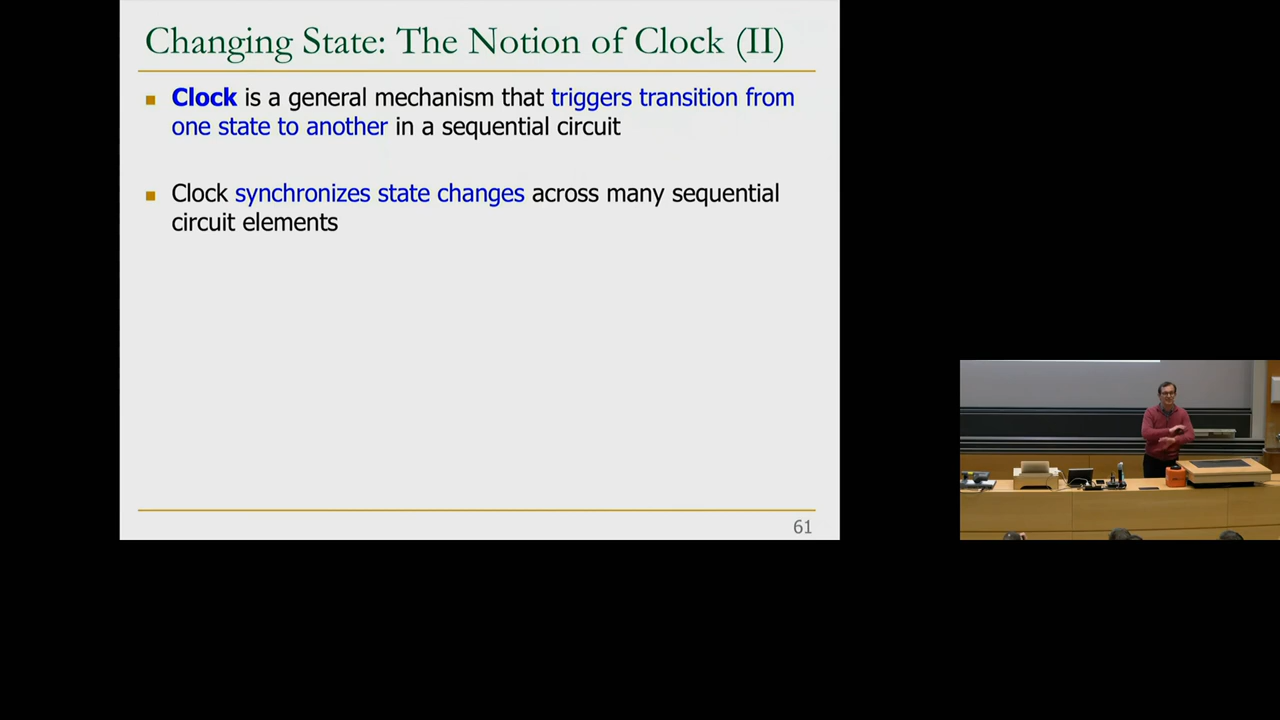 Changing State: The Notion of Clock (II)
Clock is a general mechanism that triggers transition from
one state to another in a sequential circuit
Clock synchronizes state changes across many sequential
circuit elements
61